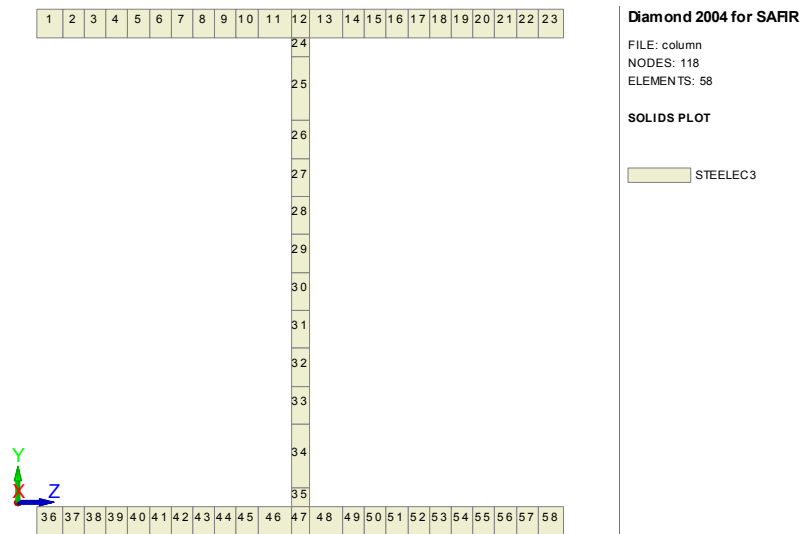 Diamond 2004 for SAFIR
FILE: column
NODES: 118
ELEMENTS: 58
SOLIDS PLOT
STEELEC3
1 2 3 4 5 6 7 8 9 10 11 12 13 14 15 16 17 18 19 20 21 22 23
24
25
26
27
28
29
30
31
32
33
34
35
36 37 38 39 40 41 42 43 44 45 46 47 48 49 50 51 52 53 54 55 56 57 58
Y
X Z